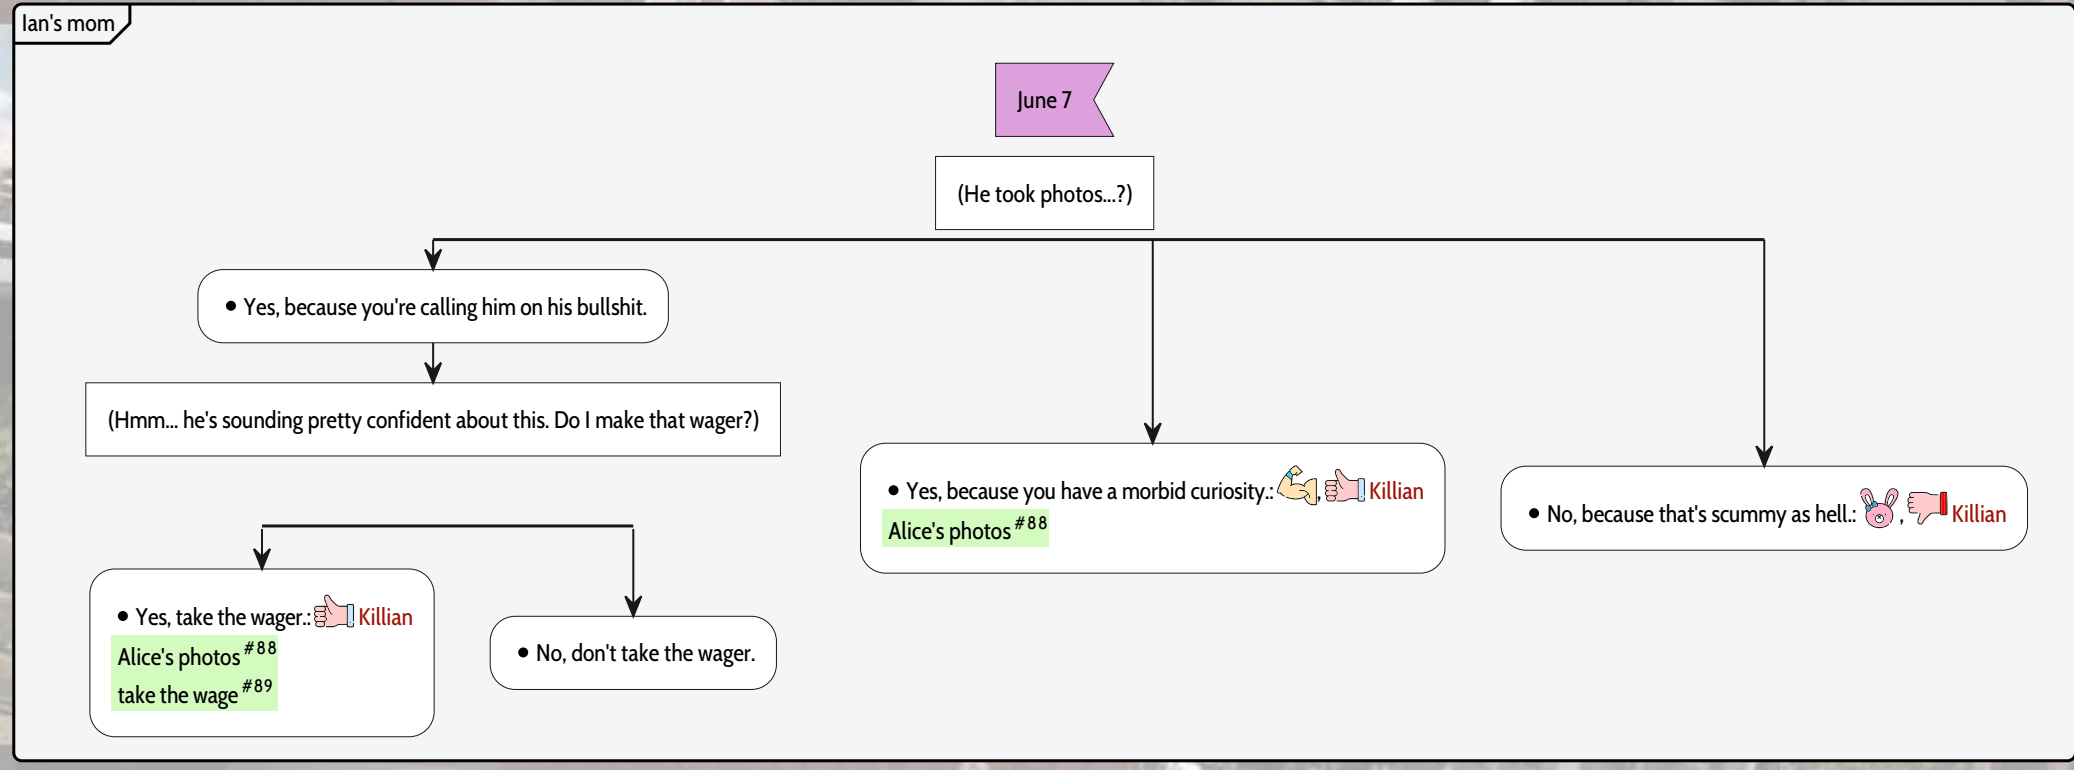 Ian's mom
June 7
(He took photos...?)
• Yes, because you're calling him on his bullshit.
(Hmm... he's sounding pretty confident about this. Do I make that wager?)
• Yes, because you have a morbid curiosity.: , Killian
Alice's photos #88
• No, because that's scummy as hell.: , Killian
• Yes, take the wager.: Killian
Alice's photos #88
take the wage #89
• No, don't take the wager.